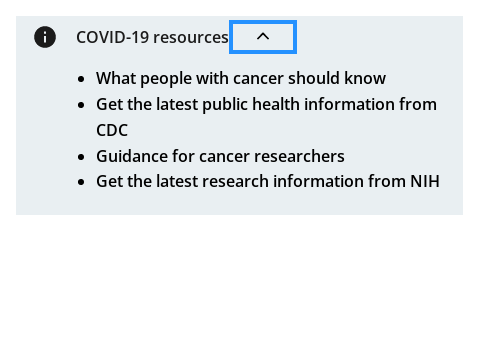 COVID-19 resources
What people with cancer should know
Get the latest public health information from
CDC
Guidance for cancer researchers
Get the latest research information from NIH